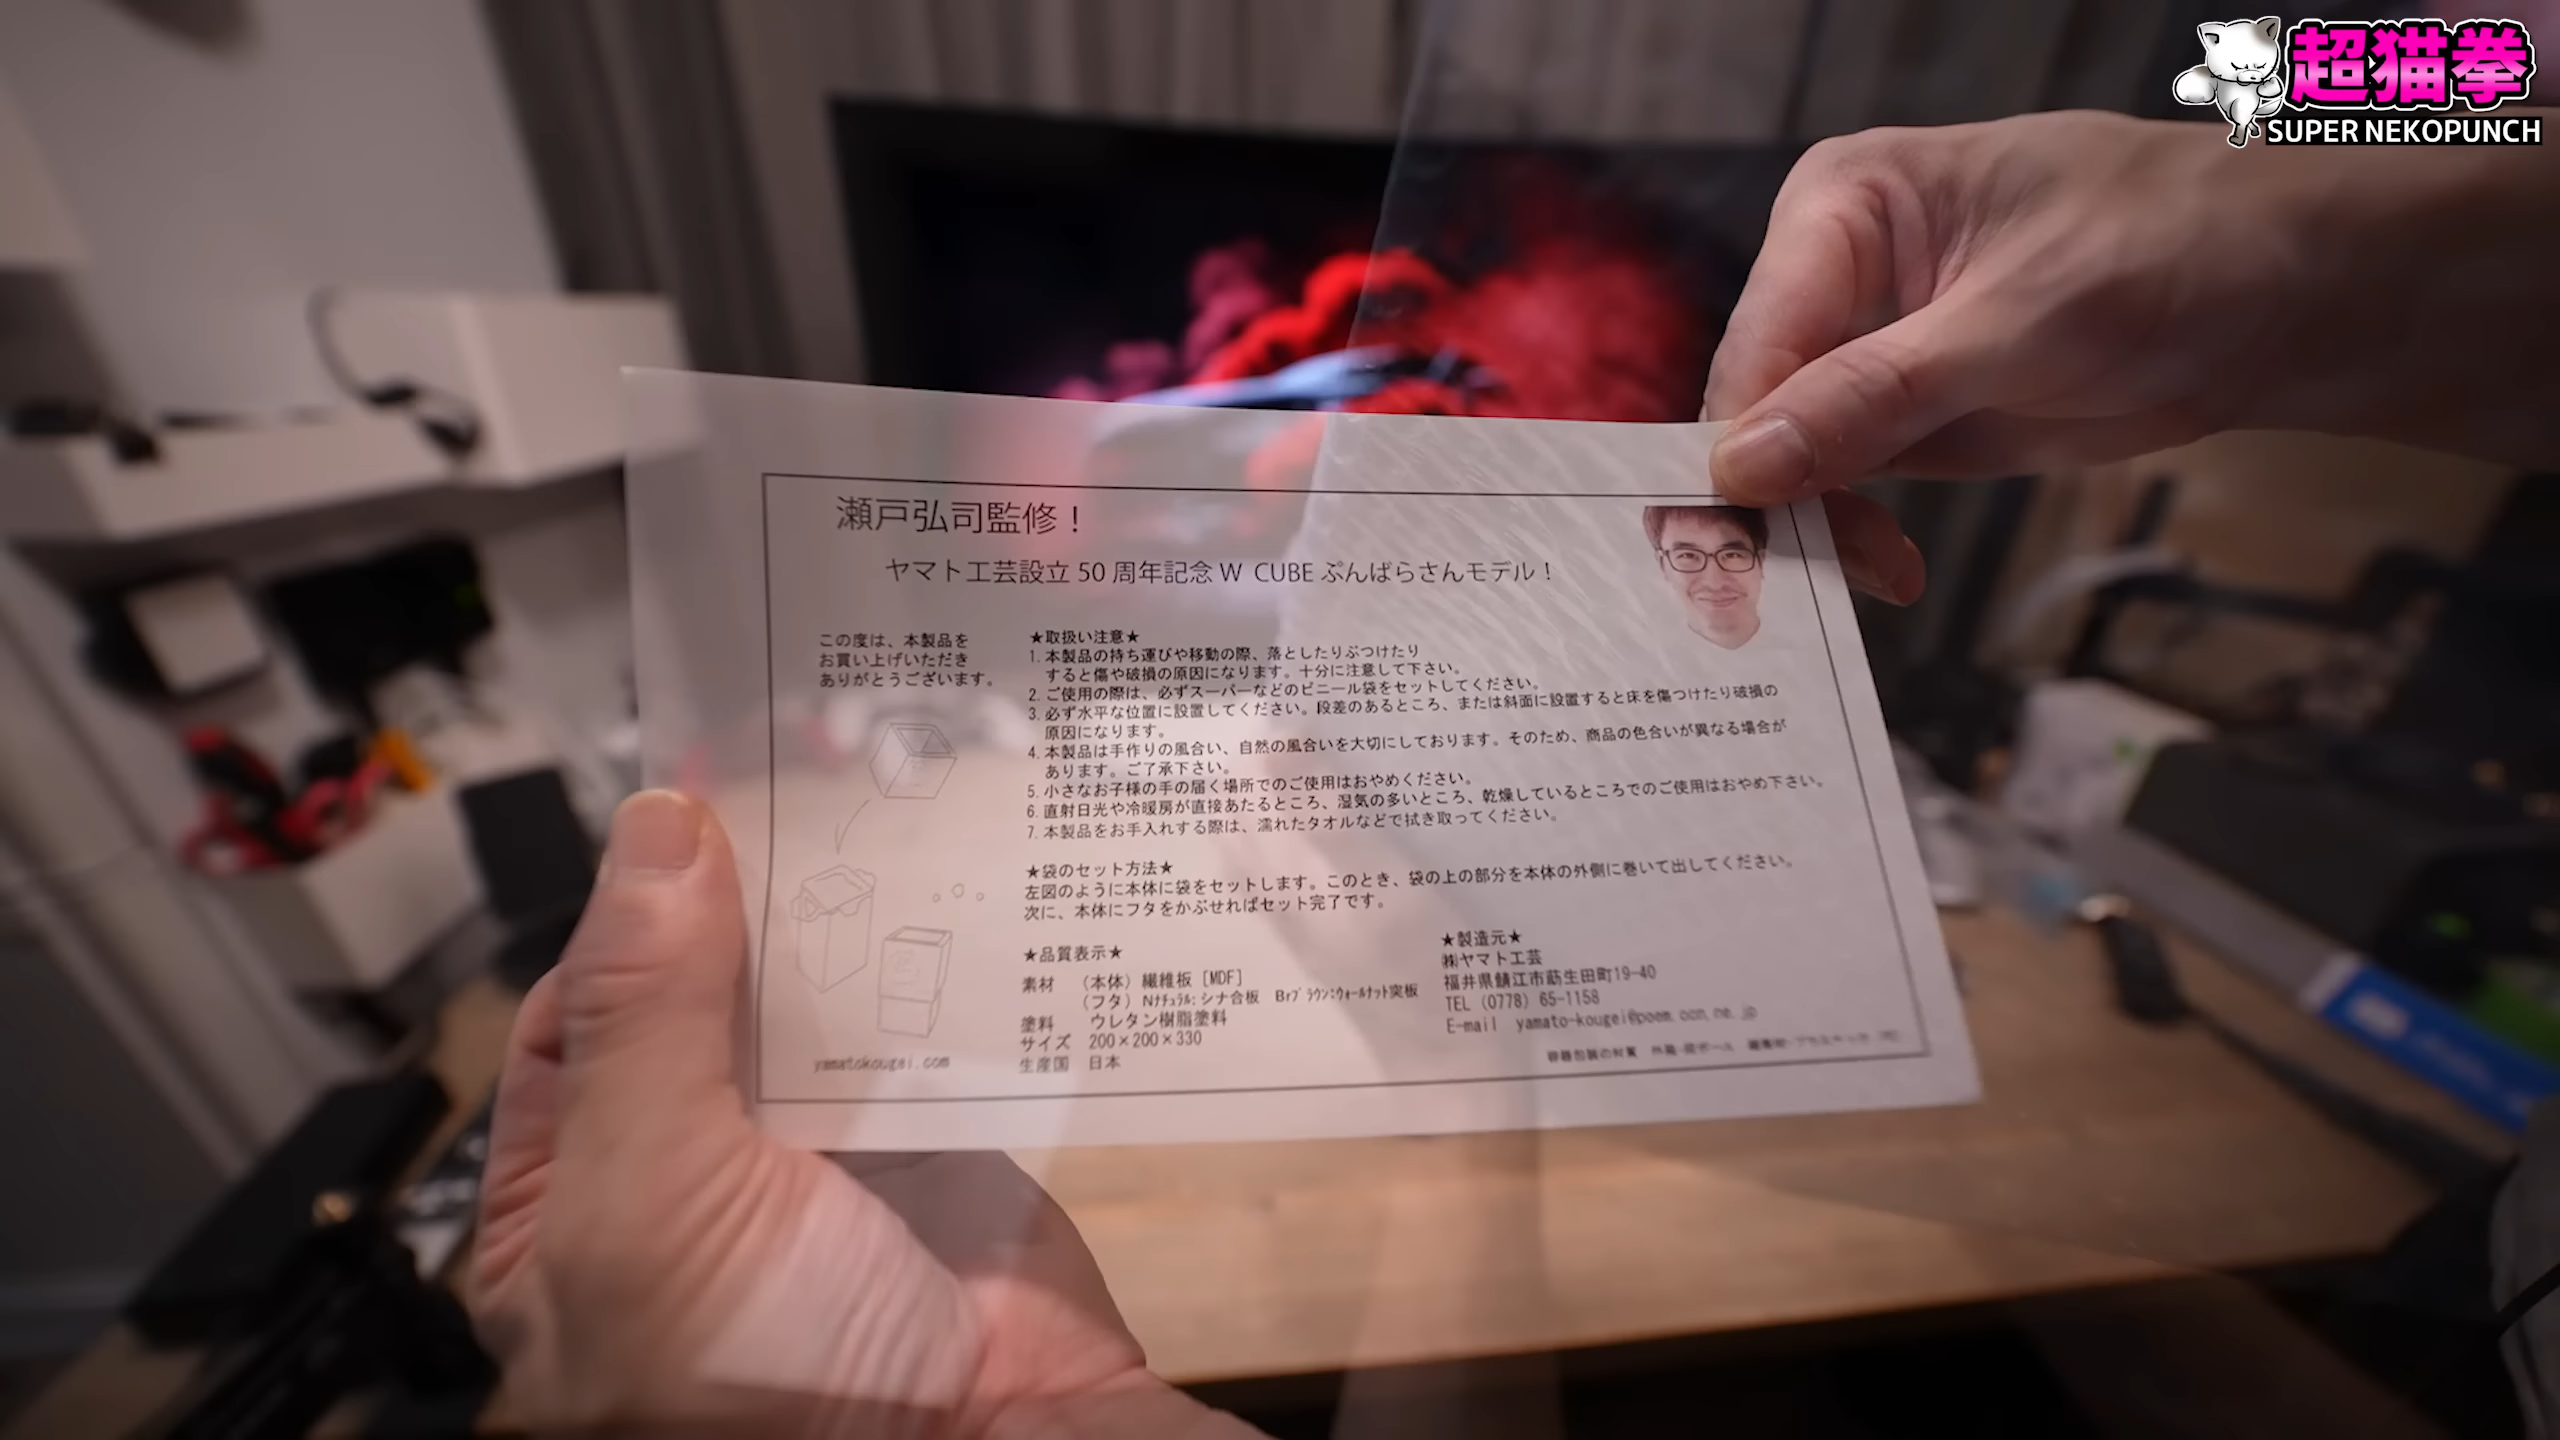 超猫拳
SUPER NEKOPUNCH
瀬戸弘司監修！
ヤマト工芸設立 50 周年記念 W CUBE ぷんばらさんモデル！
この度は、本製品を
お買い上げいただき
ありがとうございます。
★取扱い注意★
1. 本製品の持ち運びや移動の際、落としたりぶつけたり
すると傷や破損の原因になります。十分に注意して下さい。
2. ご使用の際は、必ずスーパーなどのビニール袋をセットしてください。
3. 必ず水平な位置に設置してください。段差のあるところ、または斜面に設置すると床を傷つけたり破損の
原因になります。
4. 本製品は手作りの風合い、自然の風合いを大切にしております。そのため、商品の色合いが異なる場合が
あります。ご了承下さい。
5. 小さなお子様の手の届く場所でのご使用はおやめください。
6. 直射日光や冷暖房が直接あたるところ、湿気の多いところ、乾燥しているところでのご使用はおやめ下さい。
7. 本製品をお手入れする際は、濡れたタオルなどで拭き取ってください。
★袋のセット方法★
左図のように本体に袋をセットします。このとき、袋の上の部分を本体の外側に巻いて出してください。
次に、本体にフタをかぶせればセット完了です。
★品質表示★
素材 （本体）繊維板［MDF］
（フタ）Nﾅﾁｭﾗﾙ:シナ合板 Brﾌﾞﾗｳﾝ:ｳｫｰﾙﾅｯﾄ突板
塗料 ウレタン樹脂塗料
サイズ 200×200×330
生産国 日本
★製造元★
㈱ヤマト工芸
福井県鯖江市莇生田町19-40
TEL（0778）65-1158
E-mail yamato-kougei@poem.ocn.ne.jp
容器包装の材質
yamatokougei.com